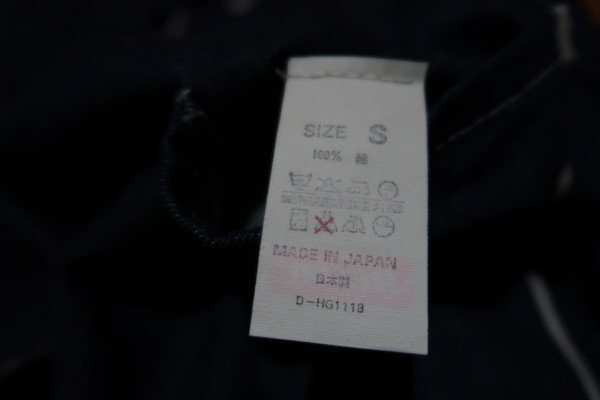 SIZE S
100% 綿
MADE IN JAPAN
日本製
D-HG1118